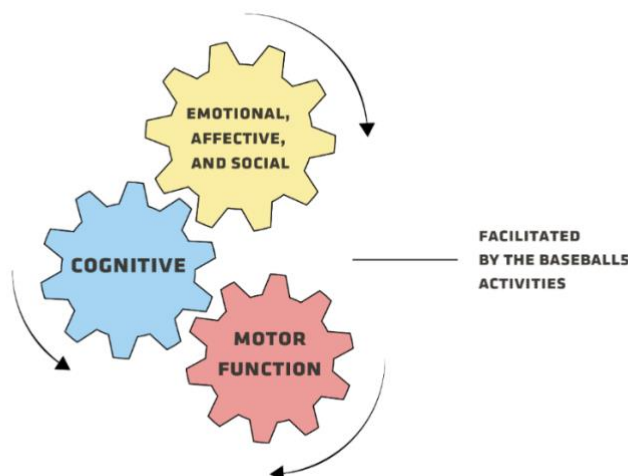 EMOTIONAL,
AFFECTIVE,
AND SOCIAL
COGNITIVE
MOTOR
FUNCTION
FACILITATED
BY THE BASEBALL5
ACTIVITIES